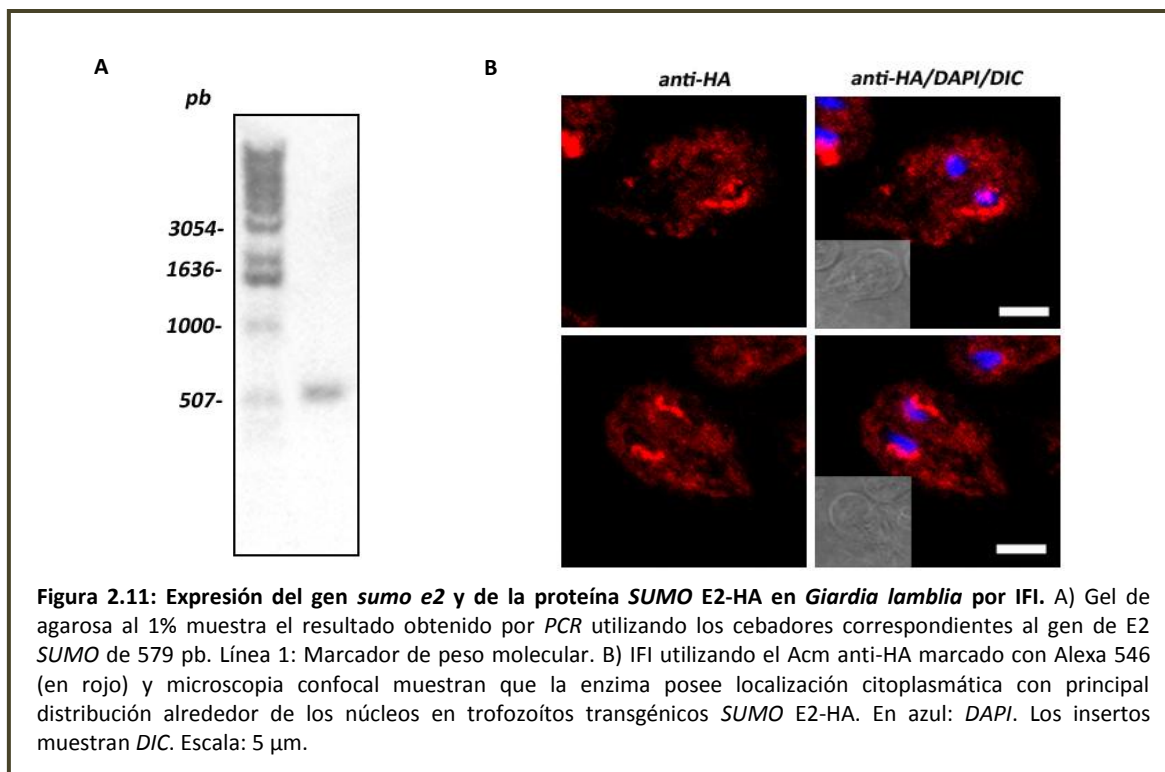 A
B
pb
anti-HA
anti-HA/DAPI/DIC
3054-
1636-
1000-
507-
Figura 2.11: Expresión del gen sumo e2 y de la proteína SUMO E2-HA en Giardia lamblia por IFI. A) Gel de
agarosa al 1% muestra el resultado obtenido por PCR utilizando los cebadores correspondientes al gen de E2
SUMO de 579 pb. Línea 1: Marcador de peso molecular. B) IFI utilizando el Acm anti-HA marcado con Alexa 546
(en rojo) y microscopia confocal muestran que la enzima posee localización citoplasmática con principal
distribución alrededor de los núcleos en trofozoítos transgénicos SUMO E2-HA. En azul: DAPI. Los insertos
muestran DIC. Escala: 5 µm.